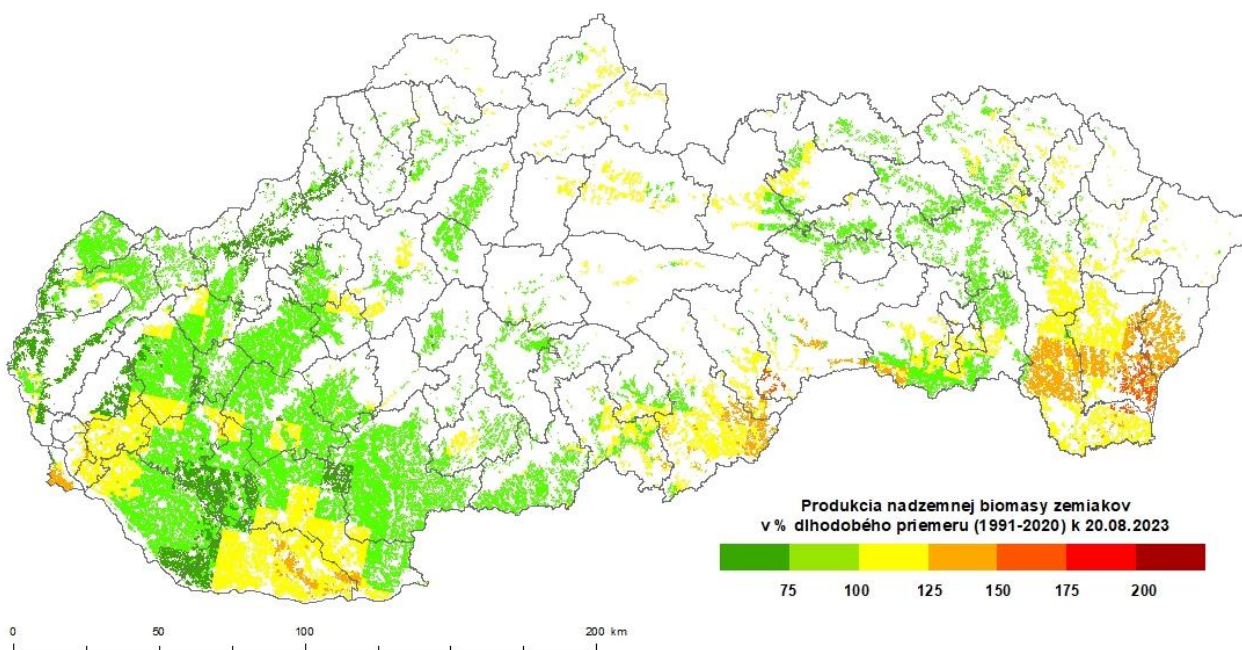 Produkcia nadzemnej biomasy zemiakov
v % dlhodobého priemeru (1991-2020) k 20.08.2023
75 100 125 150 175 200
0 50 100 200 km